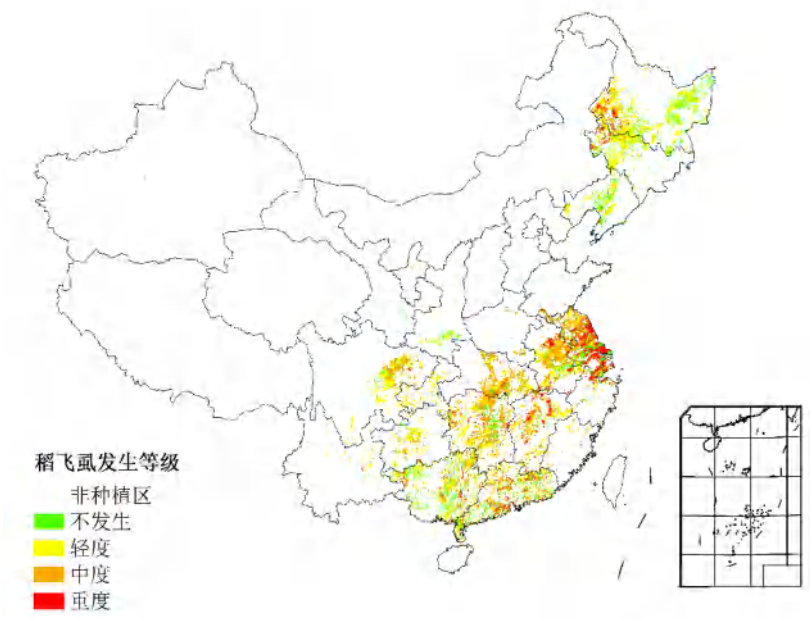 稻飞虱发生等级
非种植区
不发生
轻度
中度
重度